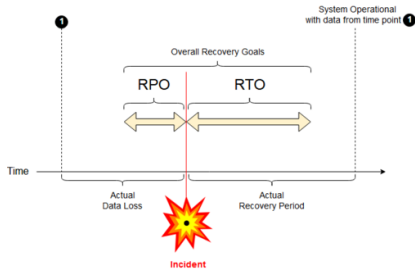 System Operational
with data from time point 1
1
Overall Recovery Goals
RPO
RTO
Time
Actual
Data Loss
Actual
Recovery Period
Incident